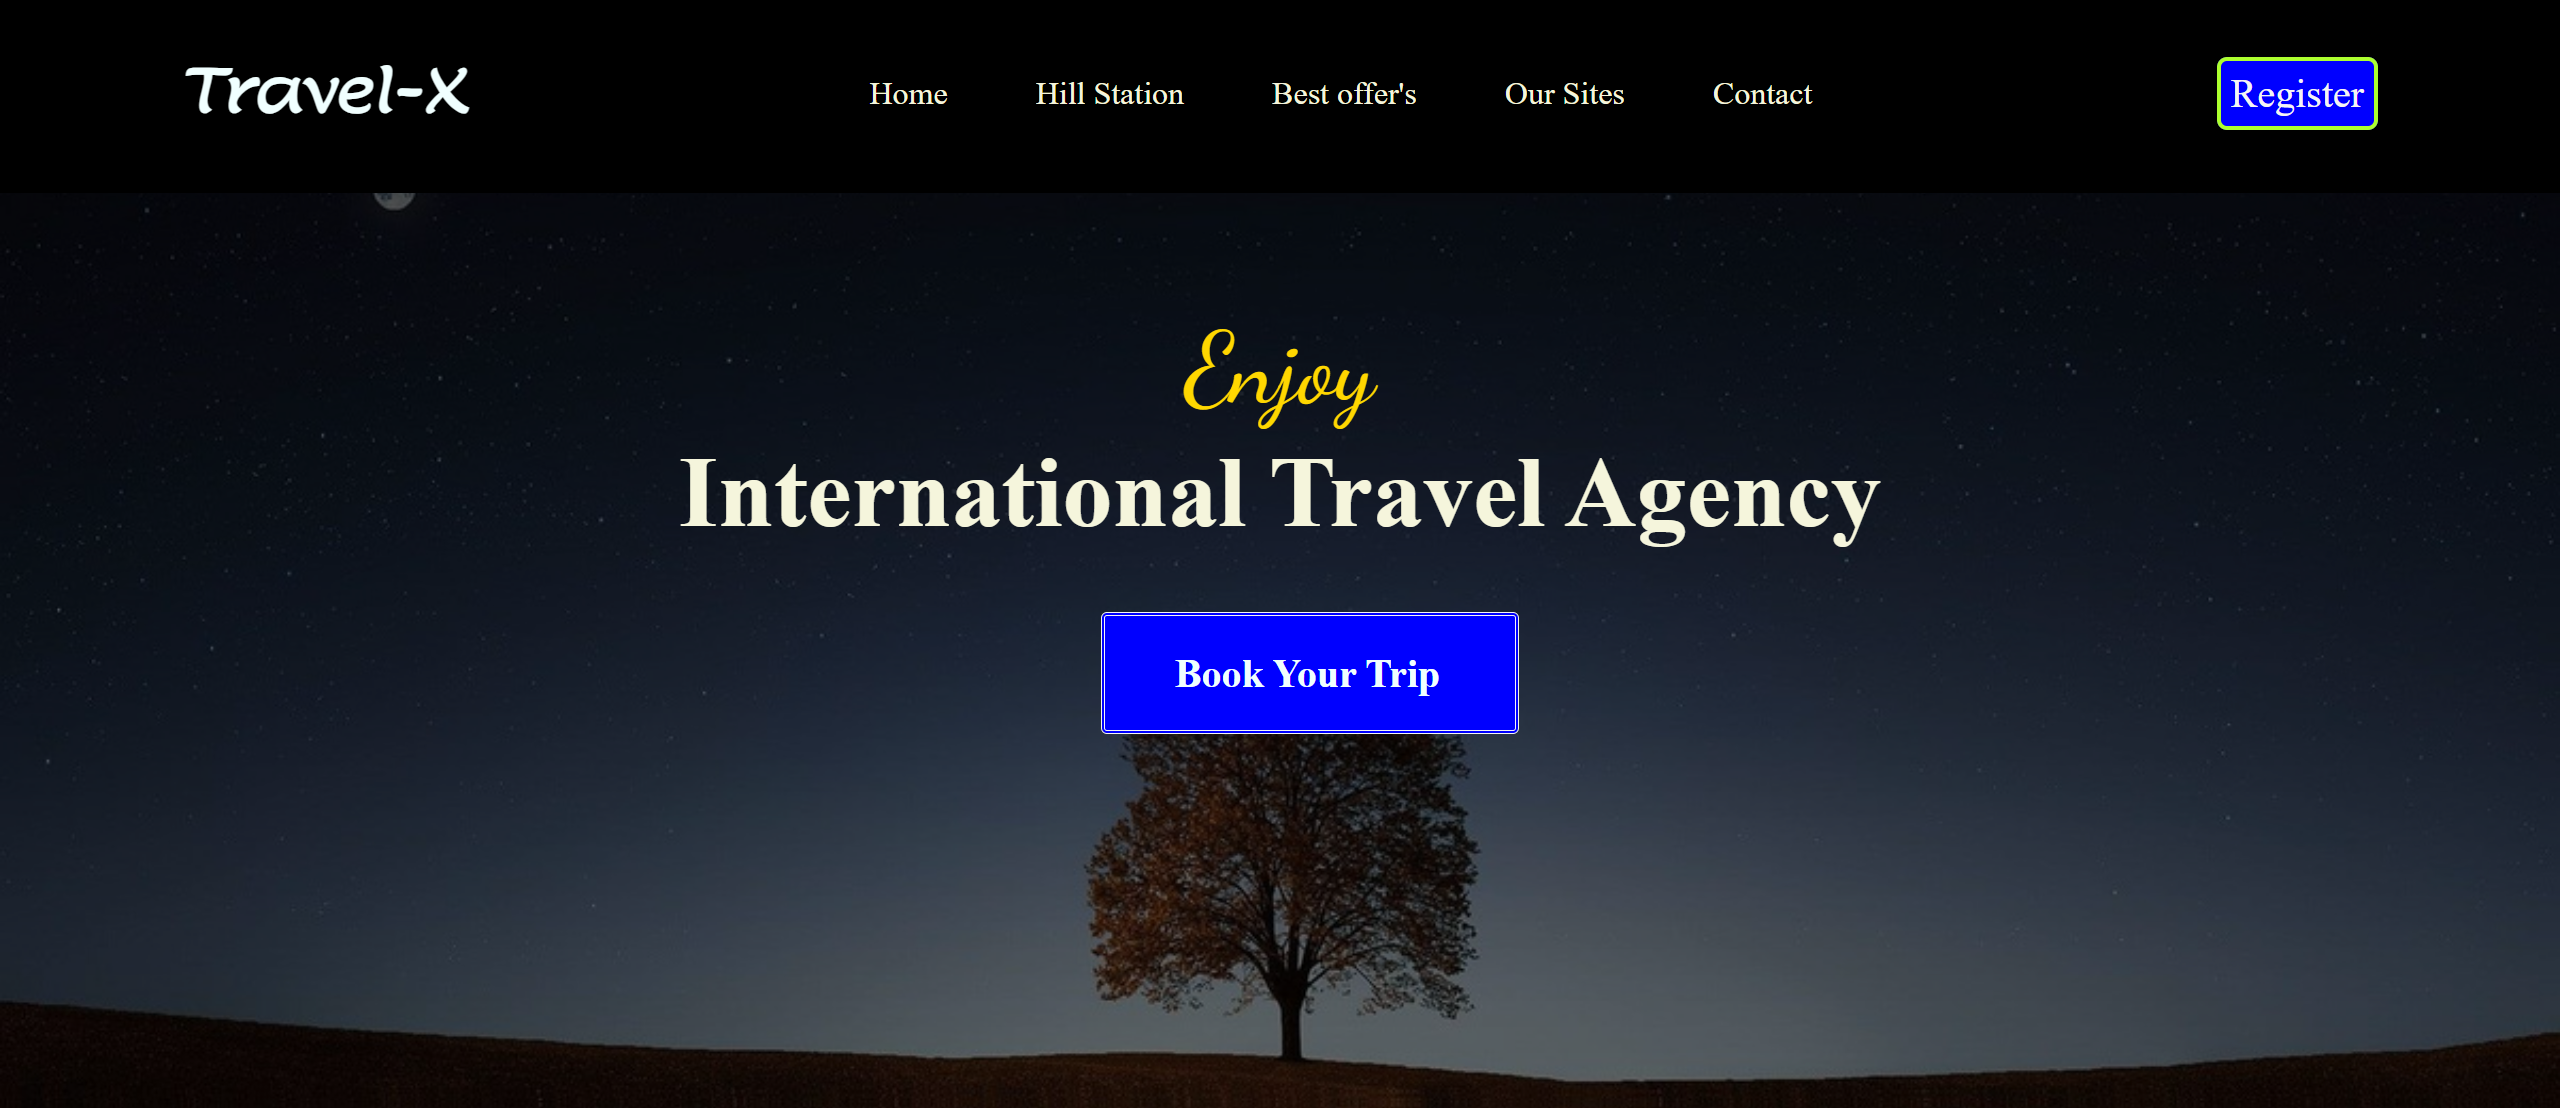 Travel-X
Home Hill Station Best offer's Our Sites Contact
Register
Enjoy
International Travel Agency
Book Your Trip